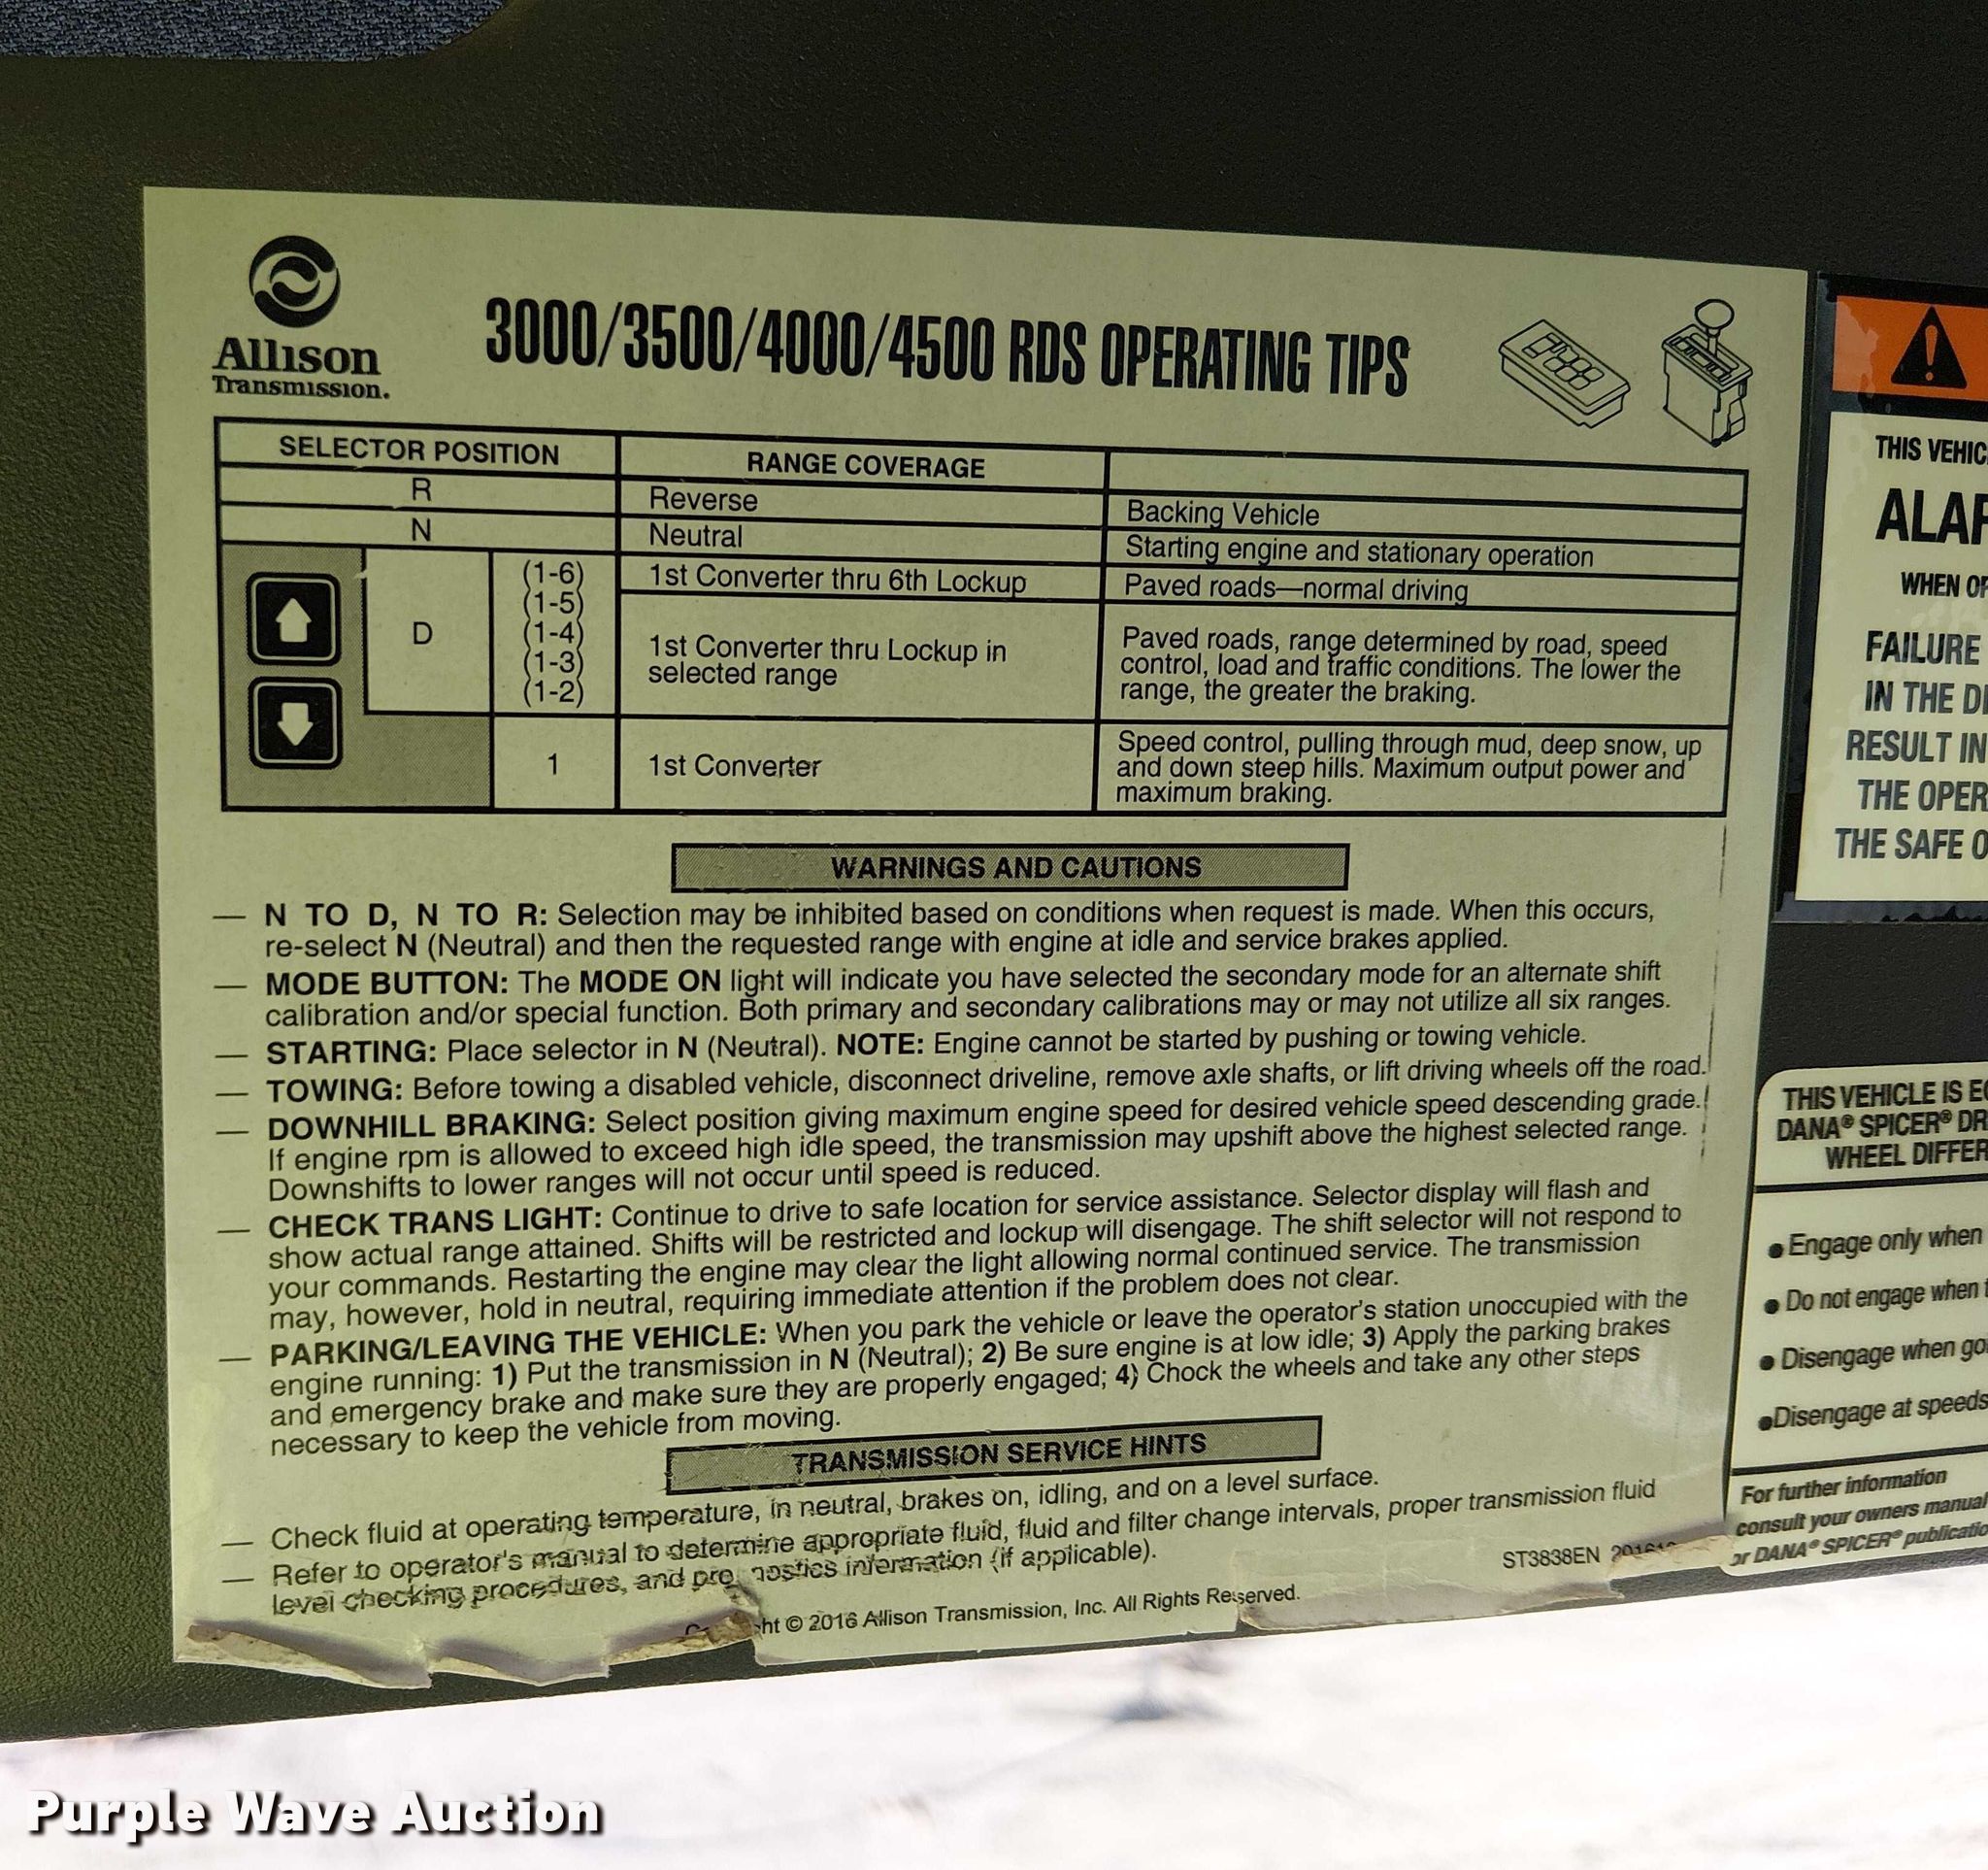 Allison
Transmission.
3000/3500/4000/4500 RDS OPERATING TIPS
SELECTOR POSITION
RANGE COVERAGE
R
Reverse
Backing Vehicle
N
Neutral
Starting engine and stationary operation
D
(1-6)
1st Converter thru 6th Lockup
Paved roads—normal driving
(1-5)
(1-4)
(1-3)
(1-2)
1st Converter thru Lockup in
selected range
Paved roads, range determined by road, speed
control, load and traffic conditions. The lower the
range, the greater the braking.
1
1st Converter
Speed control, pulling through mud, deep snow, up
and down steep hills. Maximum output power and
maximum braking.
WARNINGS AND CAUTIONS
— N TO D, N TO R: Selection may be inhibited based on conditions when request is made. When this occurs,
re-select N (Neutral) and then the requested range with engine at idle and service brakes applied.
— MODE BUTTON: The MODE ON light will indicate you have selected the secondary mode for an alternate shift
calibration and/or special function. Both primary and secondary calibrations may or may not utilize all six ranges.
— STARTING: Place selector in N (Neutral). NOTE: Engine cannot be started by pushing or towing vehicle.
— TOWING: Before towing a disabled vehicle, disconnect driveline, remove axle shafts, or lift driving wheels off the road.
— DOWNHILL BRAKING: Select position giving maximum engine speed for desired vehicle speed descending grade.
If engine rpm is allowed to exceed high idle speed, the transmission may upshift above the highest selected range.
Downshifts to lower ranges will not occur until speed is reduced.
— CHECK TRANS LIGHT: Continue to drive to safe location for service assistance. Selector display will flash and
show actual range attained. Shifts will be restricted and lockup will disengage. The shift selector will not respond to
your commands. Restarting the engine may clear the light allowing normal continued service. The transmission
may, however, hold in neutral, requiring immediate attention if the problem does not clear.
— PARKING/LEAVING THE VEHICLE: When you park the vehicle or leave the operator's station unoccupied with the
engine running: 1) Put the transmission in N (Neutral); 2) Be sure engine is at low idle; 3) Apply the parking brakes
and emergency brake and make sure they are properly engaged; 4) Chock the wheels and take any other steps
necessary to keep the vehicle from moving.
TRANSMISSION SERVICE HINTS
— Check fluid at operating temperature, in neutral, brakes on, idling, and on a level surface.
— Refer to operator's manual to determine appropriate fluid, fluid and filter change intervals, proper transmission fluid
level checking procedures, and information (if applicable).
ST3838EN
© 2016 Allison Transmission, Inc. All Rights Reserved.
THIS
WHEN
FAILURE
IN THE
RESULT IN
THE
THE SAFE
THIS VEHICLE IS
DANA® SPICER®
WHEEL
● Engage only when
● Do not engage when
● Disengage when
● Disengage at speeds
For further information
consult your owners manual
or DANA® SPICER®
Purple Wave Auction